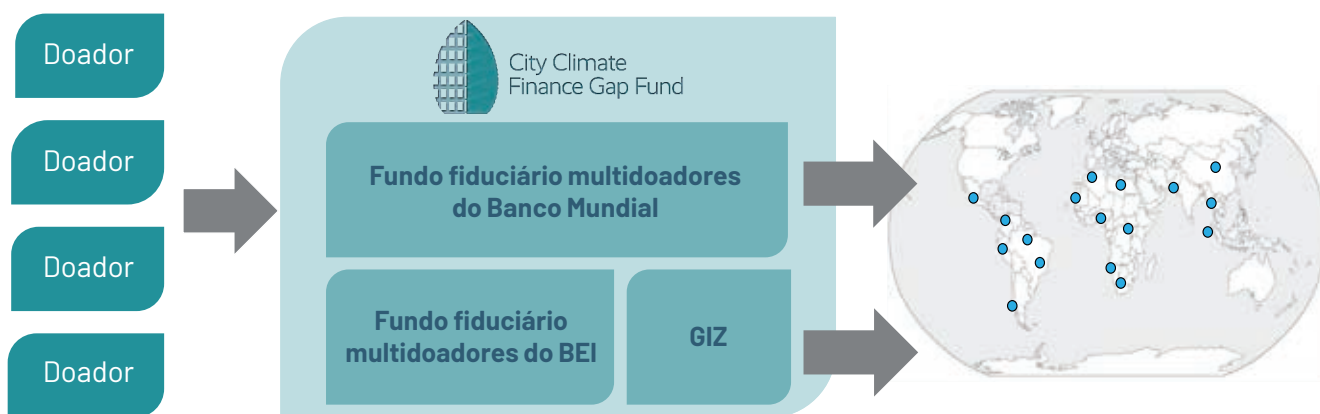 Doador
Doador
Doador
Doador
City Climate
Finance Gap Fund
Fundo fiduciário multidoadores
do Banco Mundial
Fundo fiduciário
multidoadores do BEI
GIZ